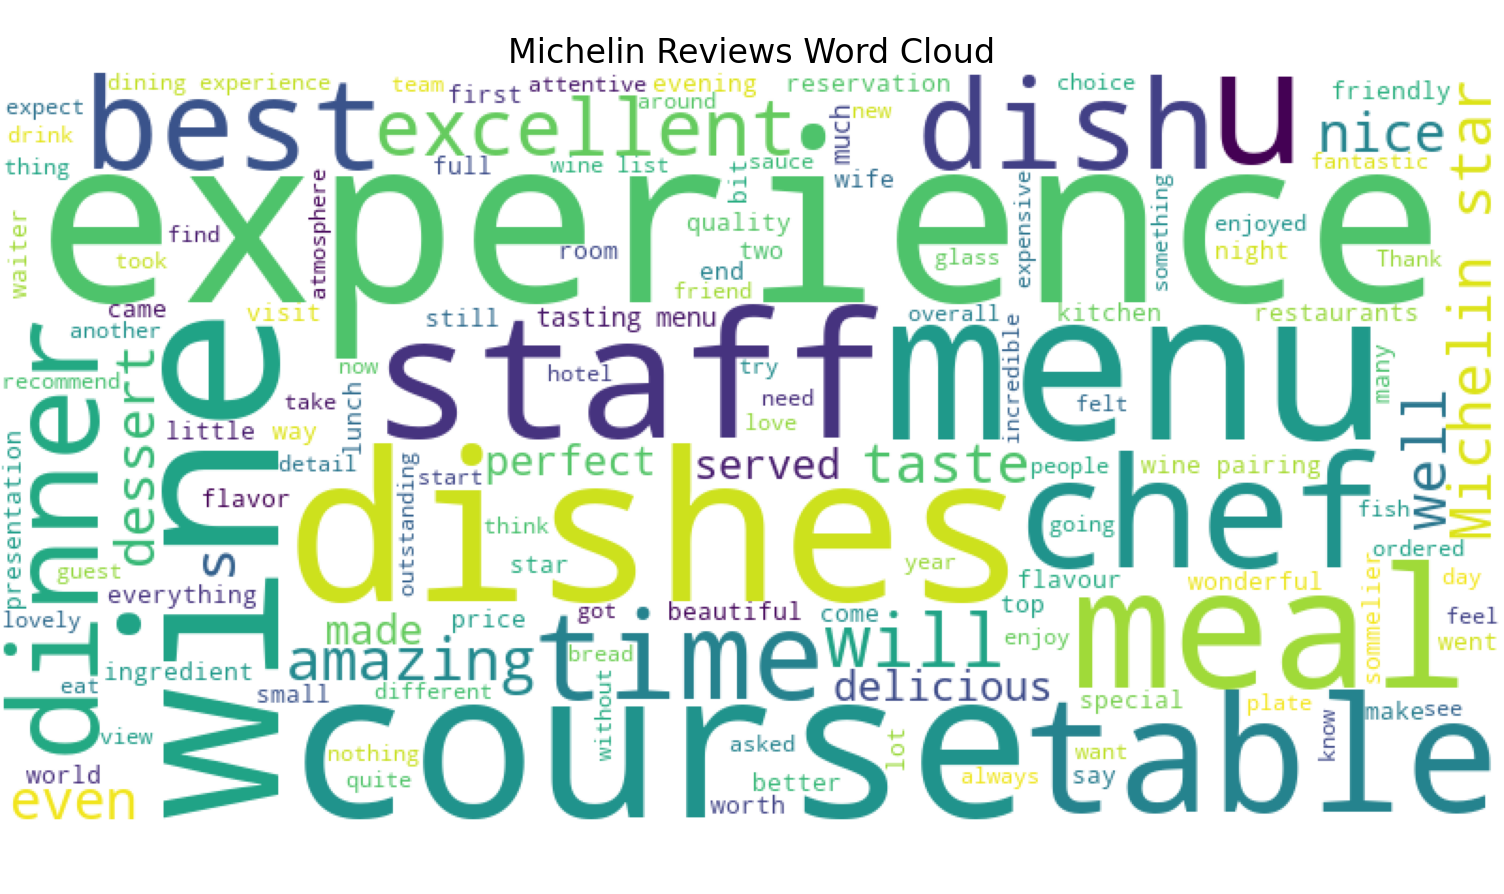 Michelin Reviews Word Cloud
dining experience
team
first
attentive
evening
reservation
choice
friendly
expect
best
excellent
around
much
new
dish
u
nice
Michelin star
drink
thing
full
wine list
bit
sauce
wife
fantastic
experience
waiter
find
took
atmosphere
room
quality
two
end
friend
glass
expensive
something
enjoyed
night
Thank
came
another
visit
still
tasting menu
staff
overall
menu
kitchen
restaurants
dinner
recommend
dessert
wine
now
hotel
try
need
love
incredible
felt
many
well
take
lunch
little
way
presentation
detail
flavor
s
start
outstanding
perfect
served
taste
people
wine pairing
chef
fish
dishes
think
star
year
going
ordered
guest
everything
flavour
wonderful
sommelier
day
lovely
made
price
got
beautiful
come
top
meal
feel
enjoy
went
amazing
time
will
bread
ingredient
eat
small
different
without
delicious
special
plate
know
make
see
view
course
table
nothing
asked
lot
want
world
quite
better
always
say
even
worth